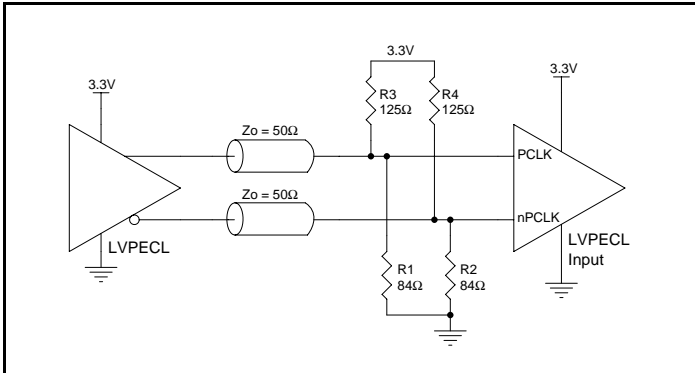 3.3V
3.3V
3.3V
R3
125Ω
R4
125Ω
Zo = 50Ω
PCLK
Zo = 50Ω
nPCLK
LVPECL
LVPECL
Input
R1
84Ω
R2
84Ω